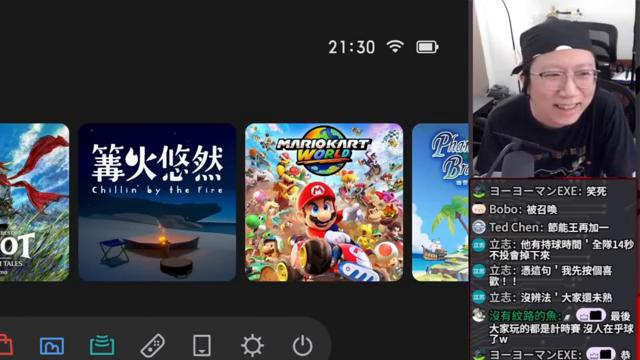 21:30
OT
TALES.
mo
篝火悠然
Chillin' by the Fire
MARIOKART
WORLD
ヨーヨーマンEXE: 笑死
Bobo: 被召喚
Ted Chen: 節能王再加一
立志: 他有持球時間，全隊14秒
不投會掉下來
立志: 憑這句，我先按個喜
歡！！
立志: 沒辦法，大家還未熟
沒有紋路的魚: 最後
大家玩的都是計時賽 沒人在乎球
了w
ヨーヨーマンEXE: